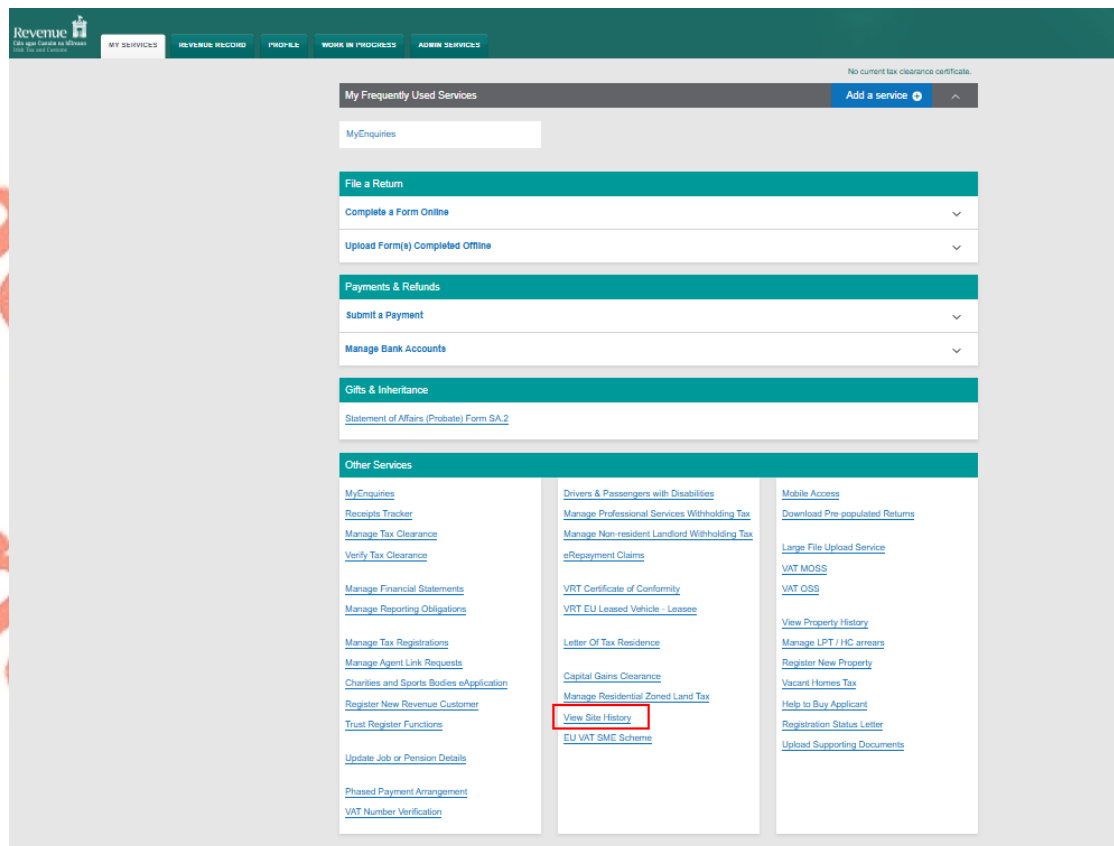 Revenue
Cáin agus Custaim na hÉireann
Irish Tax and Customs
MY SERVICES
REVENUE RECORD
PROFILE
WORK IN PROGRESS
ADMIN SERVICES
No current tax clearance certificate.
My Frequently Used Services
Add a service
MyEnquiries
File a Return
Complete a Form Online
Upload Form(s) Completed Offline
Payments & Refunds
Submit a Payment
Manage Bank Accounts
Gifts & Inheritance
Statement of Affairs (Probate) Form SA.2
Other Services
MyEnquiries
Receipts Tracker
Manage Tax Clearance
Verify Tax Clearance
Manage Financial Statements
Manage Reporting Obligations
Manage Tax Registrations
Manage Agent Link Requests
Charities and Sports Bodies eApplication
Register New Revenue Customer
Trust Register Functions
Update Job or Pension Details
Phased Payment Arrangement
VAT Number Verification
Drivers & Passengers with Disabilities
Manage Professional Services Withholding Tax
Manage Non-resident Landlord Withholding Tax
eRepayment Claims
VRT Certificate of Conformity
VRT EU Leased Vehicle - Leasee
Letter Of Tax Residence
Capital Gains Clearance
Manage Residential Zoned Land Tax
View Site History
EU VAT SME Scheme
Mobile Access
Download Pre-populated Returns
Large File Upload Service
VAT MOSS
VAT OSS
View Property History
Manage LPT / HC arrears
Register New Property
Vacant Homes Tax
Help to Buy Applicant
Registration Status Letter
Upload Supporting Documents